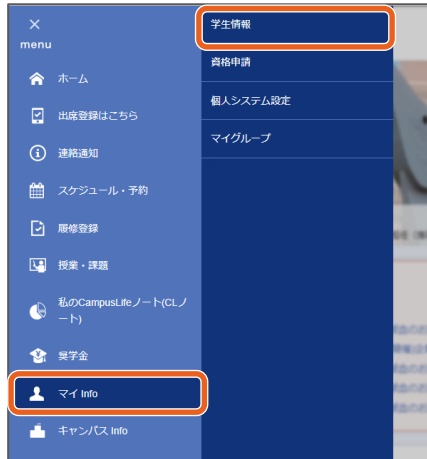 menu
ホーム
出席登録はこちら
連絡通知
スケジュール・予約
履修登録
授業・課題
私のCampusLifeノート(CLノ
ート)
奨学金
マイ Info
キャンパス Info
学生情報
資格申請
個人システム設定
マイグループ